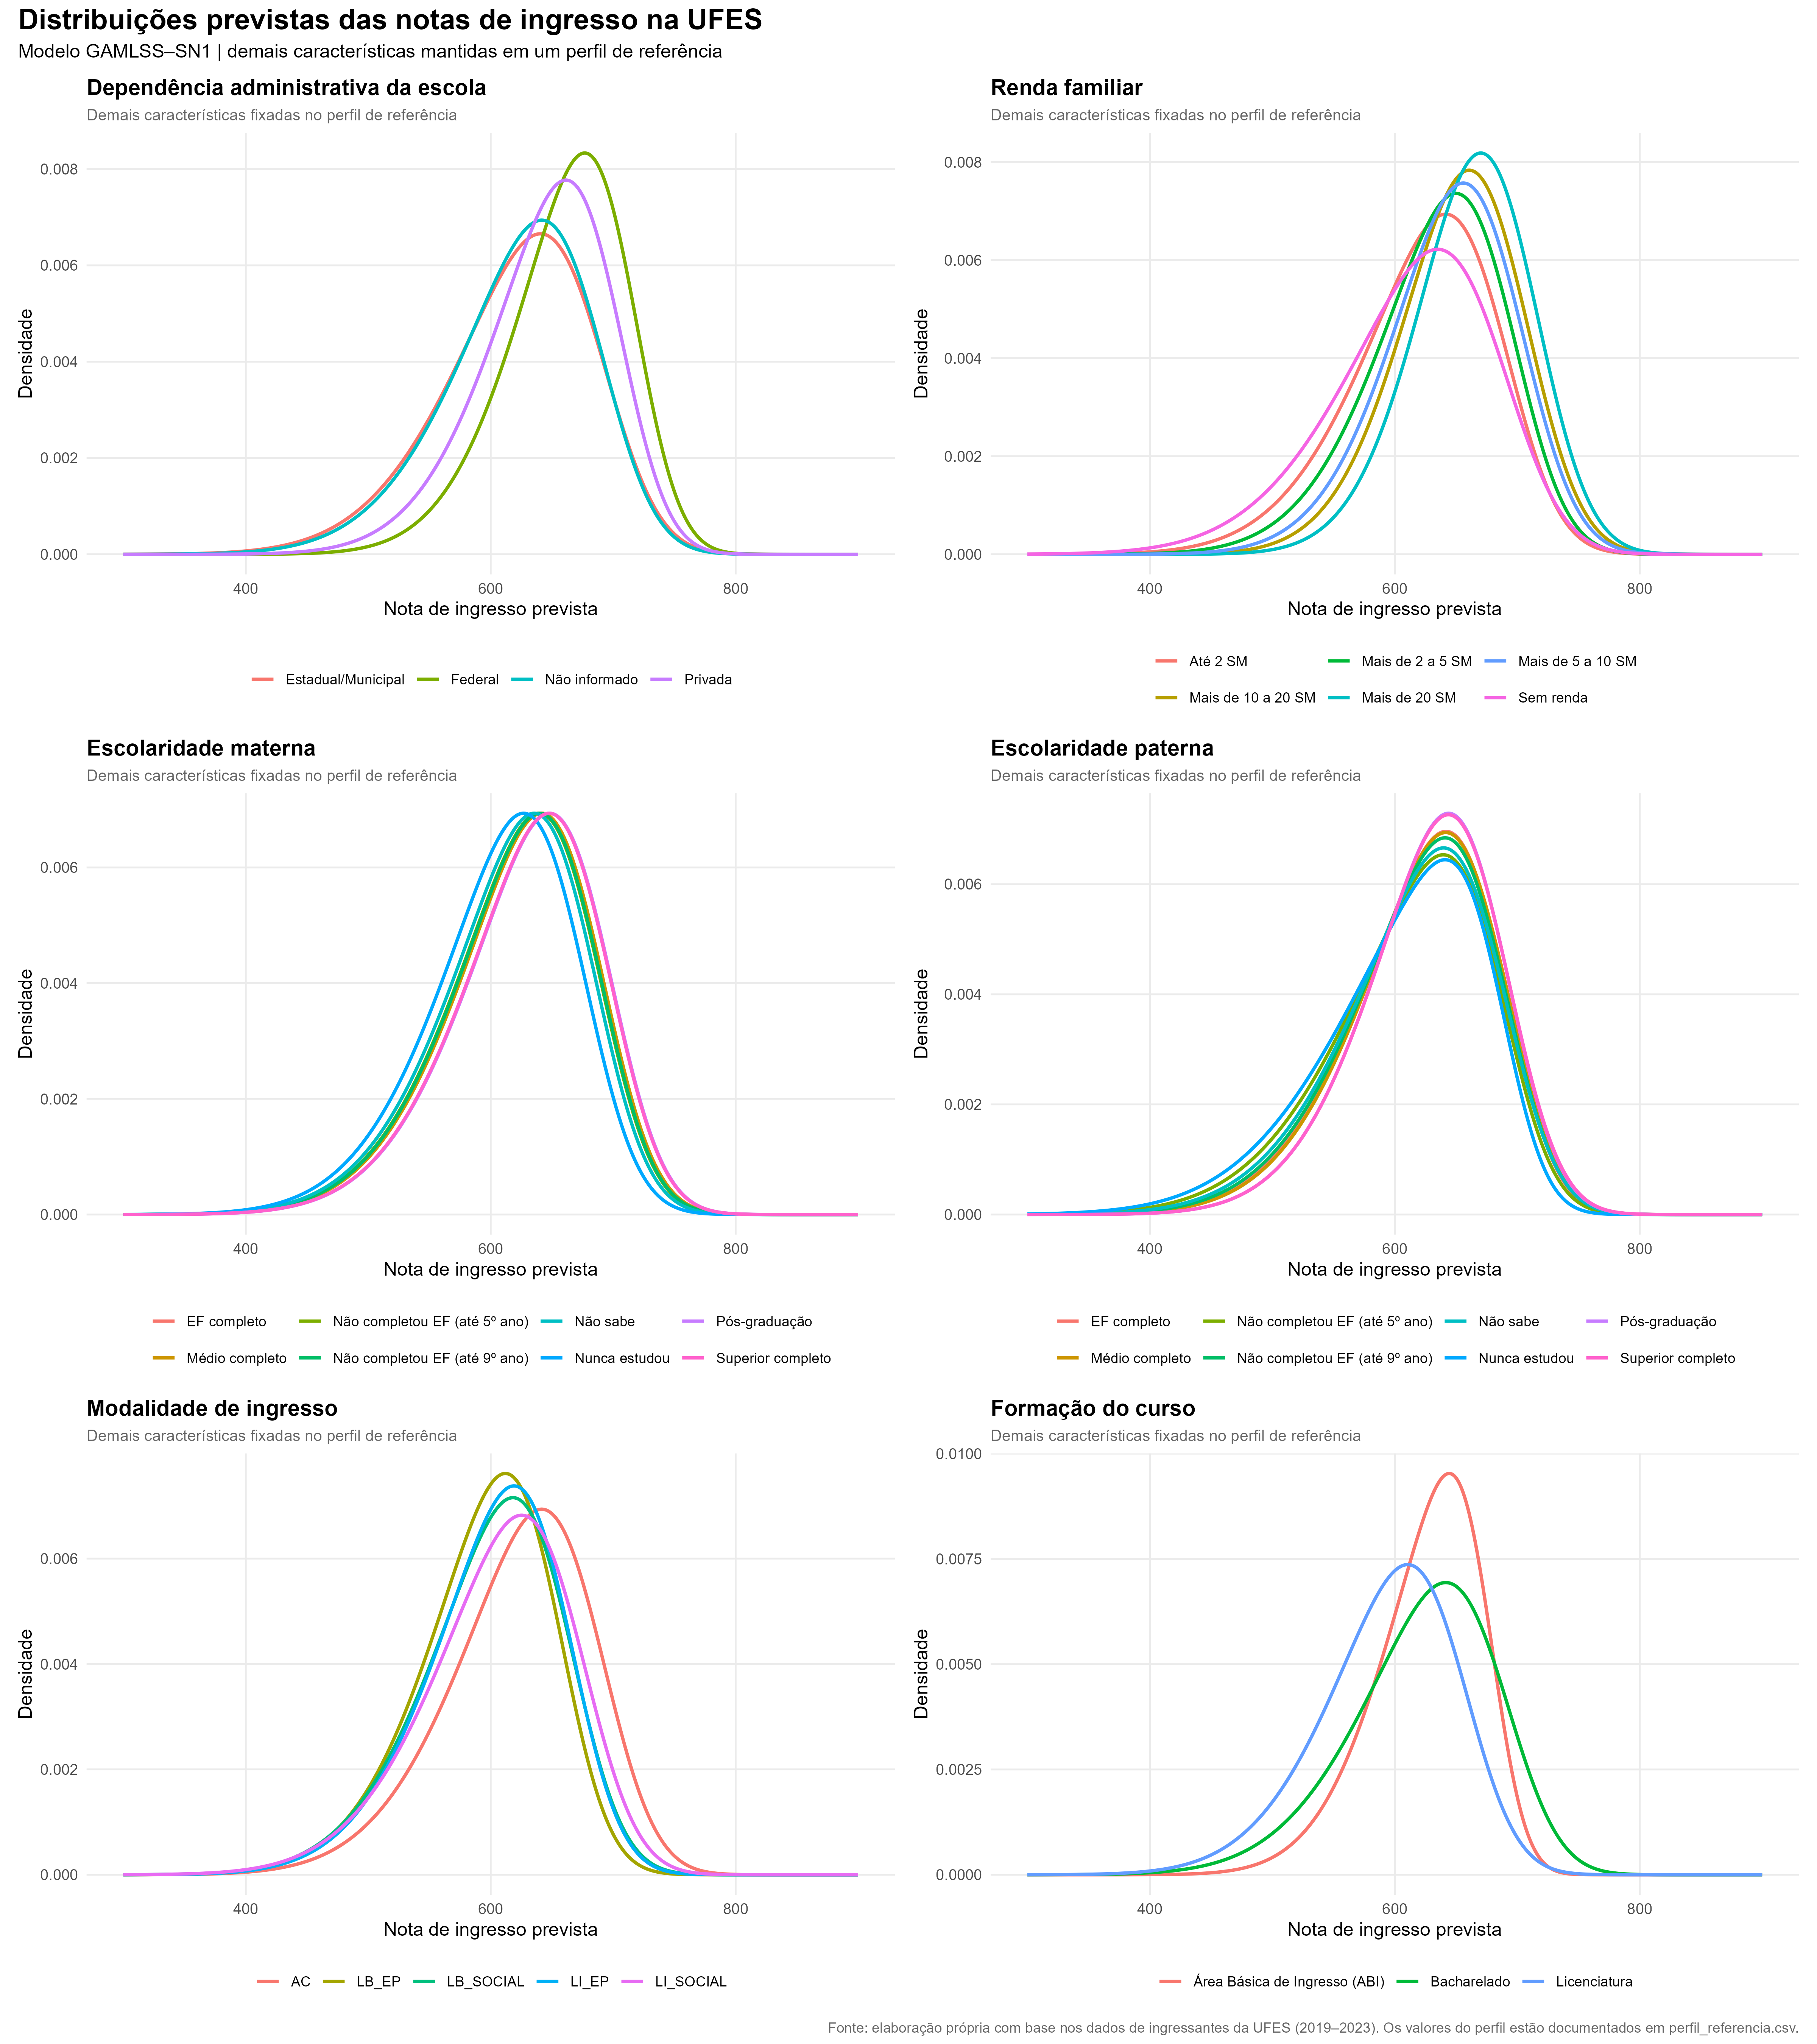 Distribuições previstas das notas de ingresso na UFES
Modelo GAMLSS–SN1 | demais características mantidas em um perfil de referência
Dependência administrativa da escola
Demais características fixadas no perfil de referência
Densidade
0.008
0.006
0.004
0.002
0.000
400 600 800
Nota de ingresso prevista
Estadual/Municipal Federal Não informado Privada
Renda familiar
Demais características fixadas no perfil de referência
Densidade
0.008
0.006
0.004
0.002
0.000
400 600 800
Nota de ingresso prevista
Até 2 SM Mais de 2 a 5 SM Mais de 5 a 10 SM
Mais de 10 a 20 SM Mais de 20 SM Sem renda
Escolaridade materna
Demais características fixadas no perfil de referência
Densidade
0.006
0.004
0.002
0.000
400 600 800
Nota de ingresso prevista
EF completo Não completou EF (até 5º ano) Não sabe Pós-graduação
Médio completo Não completou EF (até 9º ano) Nunca estudou Superior completo
Escolaridade paterna
Demais características fixadas no perfil de referência
Densidade
0.006
0.004
0.002
0.000
400 600 800
Nota de ingresso prevista
EF completo Não completou EF (até 5º ano) Não sabe Pós-graduação
Médio completo Não completou EF (até 9º ano) Nunca estudou Superior completo
Modalidade de ingresso
Demais características fixadas no perfil de referência
Densidade
0.006
0.004
0.002
0.000
400 600 800
Nota de ingresso prevista
AC LB_EP LB_SOCIAL LI_EP LI_SOCIAL
Formação do curso
Demais características fixadas no perfil de referência
Densidade
0.0100
0.0075
0.0050
0.0025
0.0000
400 600 800
Nota de ingresso prevista
Área Básica de Ingresso (ABI) Bacharelado Licenciatura
Fonte: elaboração própria com base nos dados de ingressantes da UFES (2019–2023). Os valores do perfil estão documentados em perfil_referencia.csv.